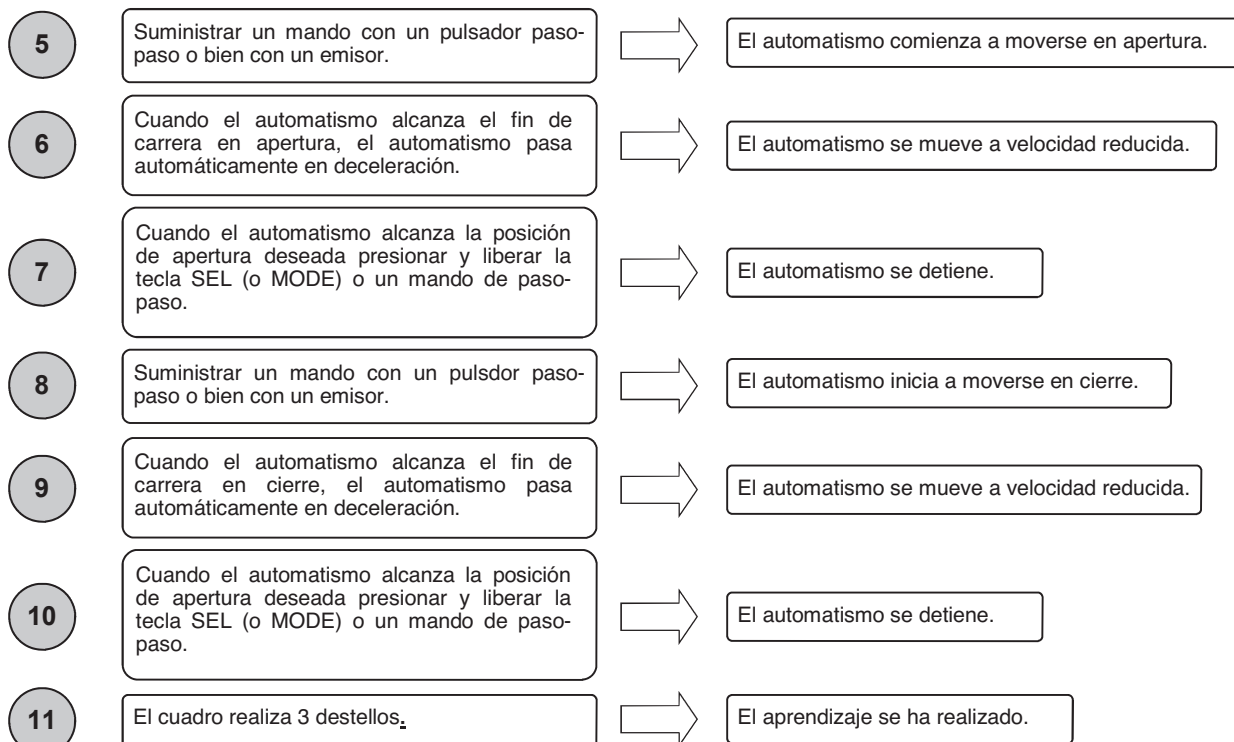 5
Suministrar un mando con un pulsador paso-
paso o bien con un emisor.
El automatismo comienza a moverse en apertura.
6
Cuando el automatismo alcanza el fin de
carrera en apertura, el automatismo pasa
automáticamente en deceleración.
El automatismo se mueve a velocidad reducida.
7
Cuando el automatismo alcanza la posición
de apertura deseada presionar y liberar la
tecla SEL (o MODE) o un mando de paso-
paso.
El automatismo se detiene.
8
Suministrar un mando con un pulsdor paso-
paso o bien con un emisor.
El automatismo inicia a moverse en cierre.
9
Cuando el automatismo alcanza el fin de
carrera en cierre, el automatismo pasa
automáticamente en deceleración.
El automatismo se mueve a velocidad reducida.
10
Cuando el automatismo alcanza la posición
de apertura deseada presionar y liberar la
tecla SEL (o MODE) o un mando de paso-
paso.
El automatismo se detiene.
11
El cuadro realiza 3 destellos.
El aprendizaje se ha realizado.